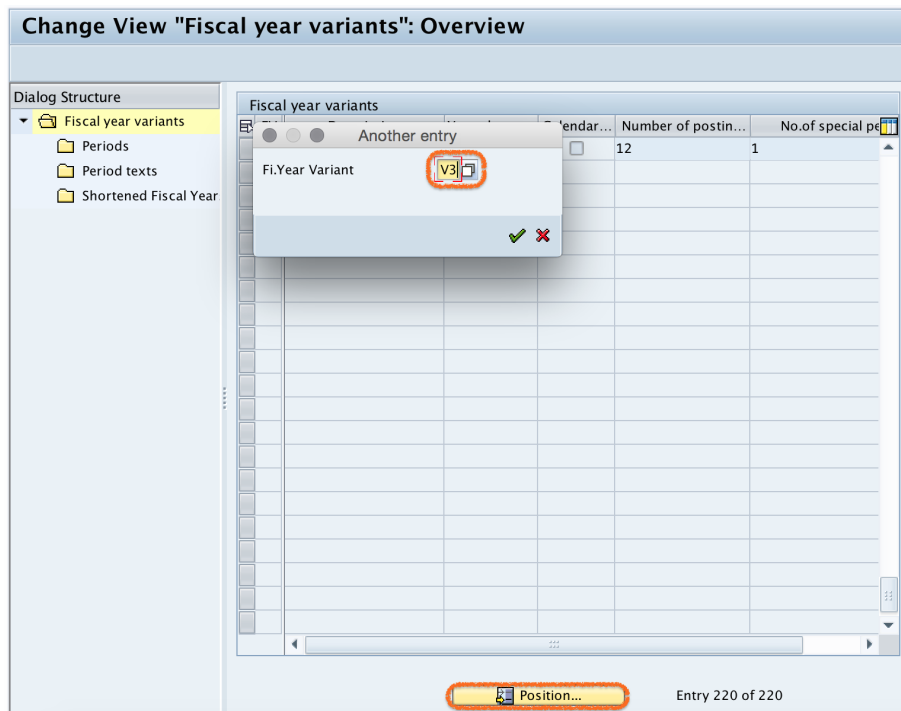 Change View "Fiscal year variants": Overview
Dialog Structure
Fiscal year variants
Periods
Period texts
Shortened Fiscal Year
Fiscal year variants
Calendar... Number of postin... No.of special pe
12 1
Another entry
Fi.Year Variant V3
Position... Entry 220 of 220